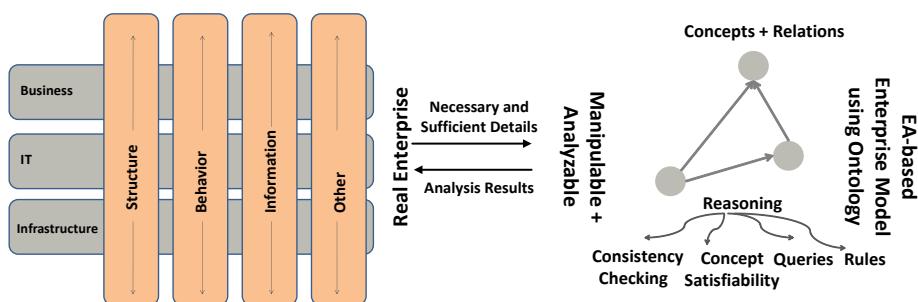 Business
IT
Infrastructure
Structure
Behavior
Information
Other
Real Enterprise
Necessary and
Sufficient Details
Analysis Results
Manipulable +
Analyzable
Concepts + Relations
EA-based
Enterprise Model
using Ontology
Reasoning
Consistency
Checking
Concept
Satisfiability
Queries
Rules